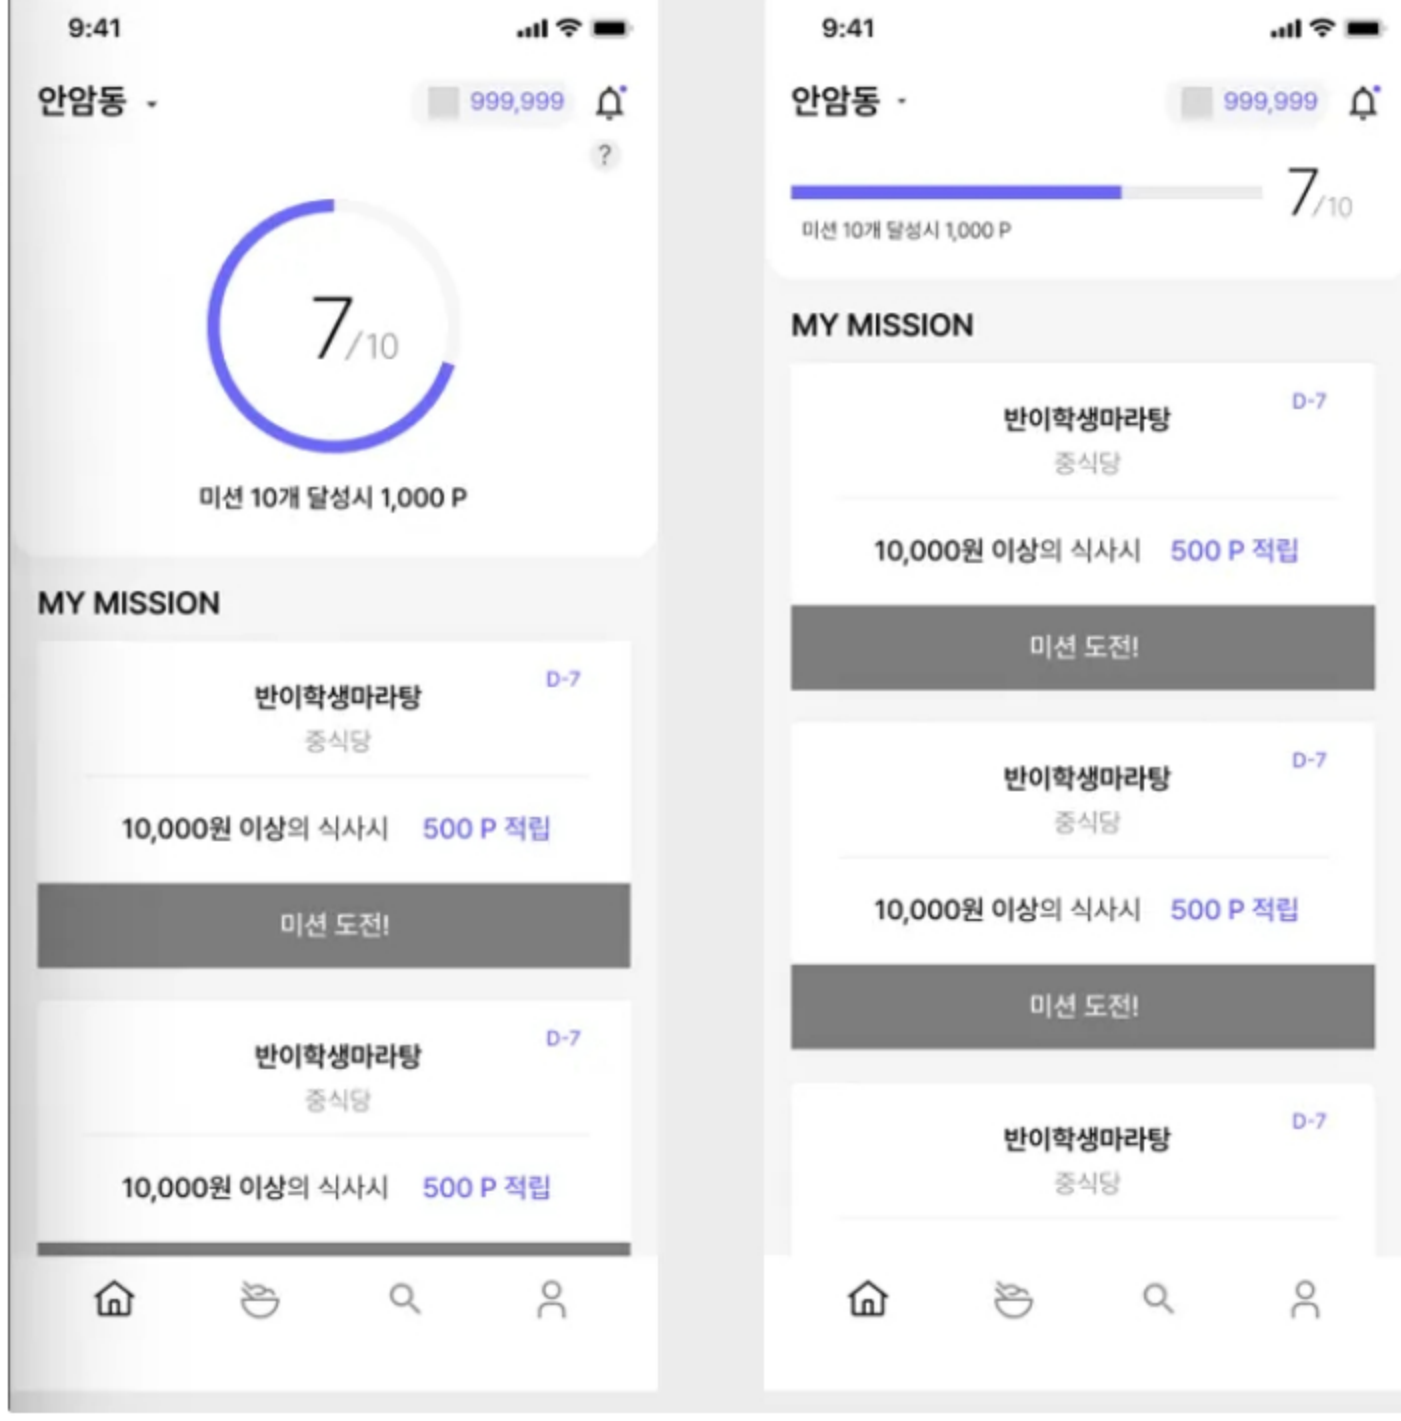 9:41
안암동
999,999
?
7/10
미션 10개 달성시 1,000 P
MY MISSION
D-7
반이학생마라탕
중식당
10,000원 이상의 식사시 500 P 적립
미션 도전!
D-7
반이학생마라탕
중식당
10,000원 이상의 식사시 500 P 적립
9:41
안암동
999,999
7/10
미션 10개 달성시 1,000 P
MY MISSION
D-7
반이학생마라탕
중식당
10,000원 이상의 식사시 500 P 적립
미션 도전!
D-7
반이학생마라탕
중식당
10,000원 이상의 식사시 500 P 적립
미션 도전!
D-7
반이학생마라탕
중식당